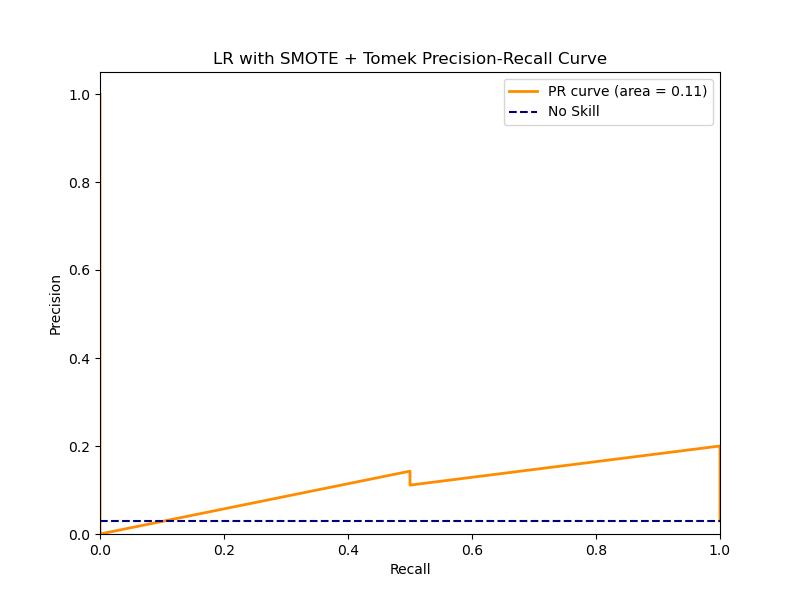 LR with SMOTE + Tomek Precision-Recall Curve
PR curve (area = 0.11)
No Skill
1.0
0.8
0.6
0.4
0.2
0.0
Precision
0.0 0.2 0.4 0.6 0.8 1.0
Recall